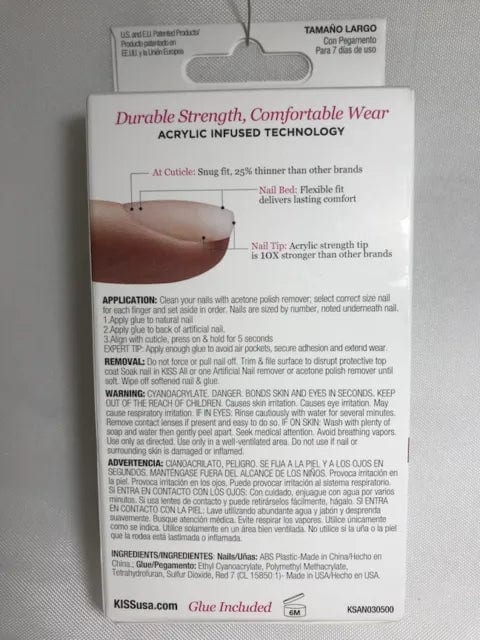 U.S. and E.U. Patented Products/
Producto patentado en
EE.UU. y la Unión Europea
TAMAÑO LARGO
Con Pegamento
Para 7 días de uso
Durable Strength, Comfortable Wear
ACRYLIC INFUSED TECHNOLOGY
At Cuticle: Snug fit, 25% thinner than other brands
Nail Bed: Flexible fit
delivers lasting comfort
Nail Tip: Acrylic strength tip
is 10X stronger than other brands
APPLICATION: Clean your nails with acetone polish remover; select correct size nail
for each finger and set aside in order. Nails are sized by number, noted underneath nail.
1.Apply glue to natural nail
2.Apply glue to back of artificial nail.
3.Align with cuticle, press on & hold for 5 seconds
EXPERT TIP: Apply enough glue to avoid air pockets, secure adhesion and extend wear.
REMOVAL: Do not force or pull nail off. Trim & file surface to disrupt protective top
coat Soak nail in KISS All or one Artificial Nail remover or acetone polish remover until
soft. Wipe off softened nail & glue.
WARNING: CYANOACRYLATE. DANGER. BONDS SKIN AND EYES IN SECONDS. KEEP
OUT OF THE REACH OF CHILDREN. Causes skin irritation. Causes eye irritation. May
cause respiratory irritation. IF IN EYES: Rinse cautiously with water for several minutes.
Remove contact lenses if present and easy to do so. IF ON SKIN: Wash with plenty of
soap and water then gently peel apart. Seek medical attention. Avoid breathing vapors.
Use only as directed. Use only in a well-ventilated area. Do not use if nail or
surrounding skin is damaged or inflamed.
ADVERTENCIA: CIANOACRILATO, PELIGRO. SE FIJA A LA PIEL Y A LOS OJOS EN
SEGUNDOS. MANTÉNGASE FUERA DEL ALCANCE DE LOS NIÑOS. Provoca irritación en
la piel. Provoca irritación en los ojos. Puede provocar irritación al sistema respiratorio.
SI ENTRA EN CONTACTO CON LOS OJOS: Con cuidado, enjuague con agua por varios
minutos. Si usa lentes de contacto y puede retirárselos fácilmente, hágalo. SI ENTRA
EN CONTACTO CON LA PIEL: Lave utilizando abundante agua y jabón y desprenda
suavemente. Busque atención médica. Evite respirar los vapores. Utilice únicamente
como se indica. Utilice solamente en un área bien ventilada. No utilice si la uña o la piel
que la rodea está lastimada o inflamada.
INGREDIENTS/INGREDIENTES: Nails/Uñas: ABS Plastic-Made in China/Hecho en
China.; Glue/Pegamento: Ethyl Cyanoacrylate, Polymethyl Methacrylate,
Tetrahydrofuran, Sulfur Dioxide, Red 7 (CL 15850:1)- Made in USA/Hecho en USA.
KISSusa.com
Glue Included
6M
KSAN030500